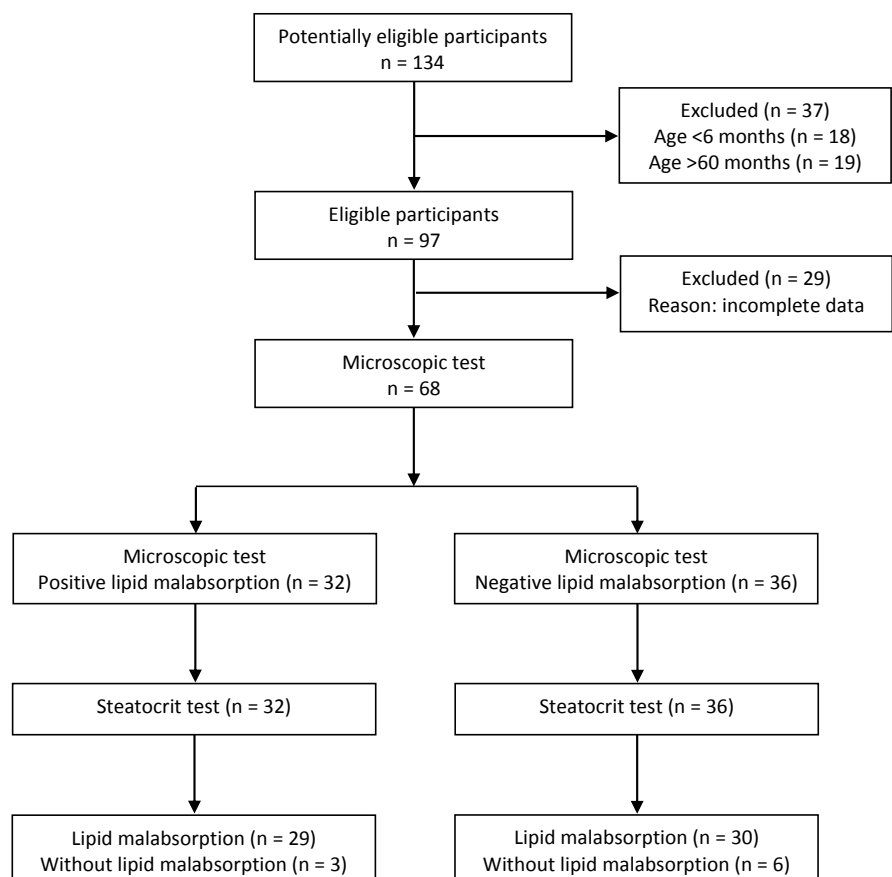 Potentially eligible participants
n = 134
Excluded (n = 37)
Age <6 months (n = 18)
Age >60 months (n = 19)
Eligible participants
n = 97
Excluded (n = 29)
Reason: incomplete data
Microscopic test
n = 68
Microscopic test
Positive lipid malabsorption (n = 32)
Microscopic test
Negative lipid malabsorption (n = 36)
Steatocrit test (n = 32)
Steatocrit test (n = 36)
Lipid malabsorption (n = 29)
Without lipid malabsorption (n = 3)
Lipid malabsorption (n = 30)
Without lipid malabsorption (n = 6)